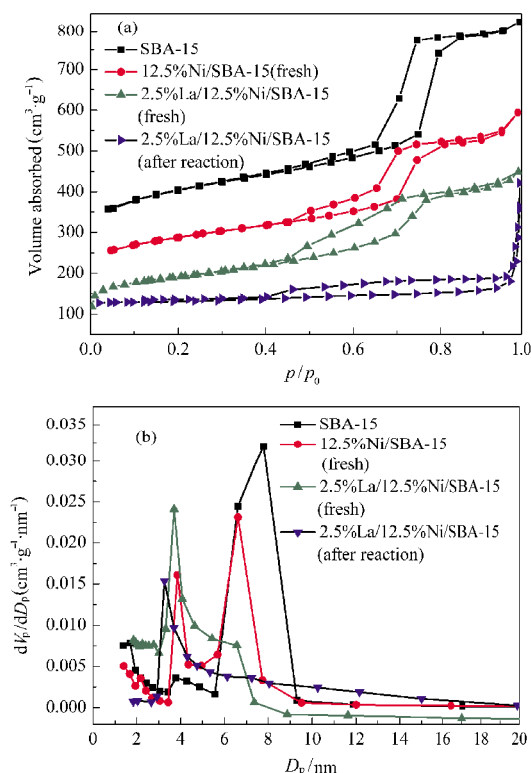 (a)
SBA-15
12.5%Ni/SBA-15(fresh)
2.5%La/12.5%Ni/SBA-15
(fresh)
2.5%La/12.5%Ni/SBA-15
(after reaction)
Volume absorbed (cm³·g⁻¹)
800
700
600
500
400
300
200
100
0.0 0.2 0.4 0.6 0.8 1.0
p/p₀
(b)
SBA-15
12.5%Ni/SBA-15
(fresh)
2.5%La/12.5%Ni/SBA-15
(fresh)
2.5%La/12.5%Ni/SBA-15
(after reaction)
dVₚ/dDₚ(cm³·g⁻¹·nm⁻¹)
0.035
0.030
0.025
0.020
0.015
0.010
0.005
0.000
0 2 4 6 8 10 12 14 16 18 20
Dₚ/nm